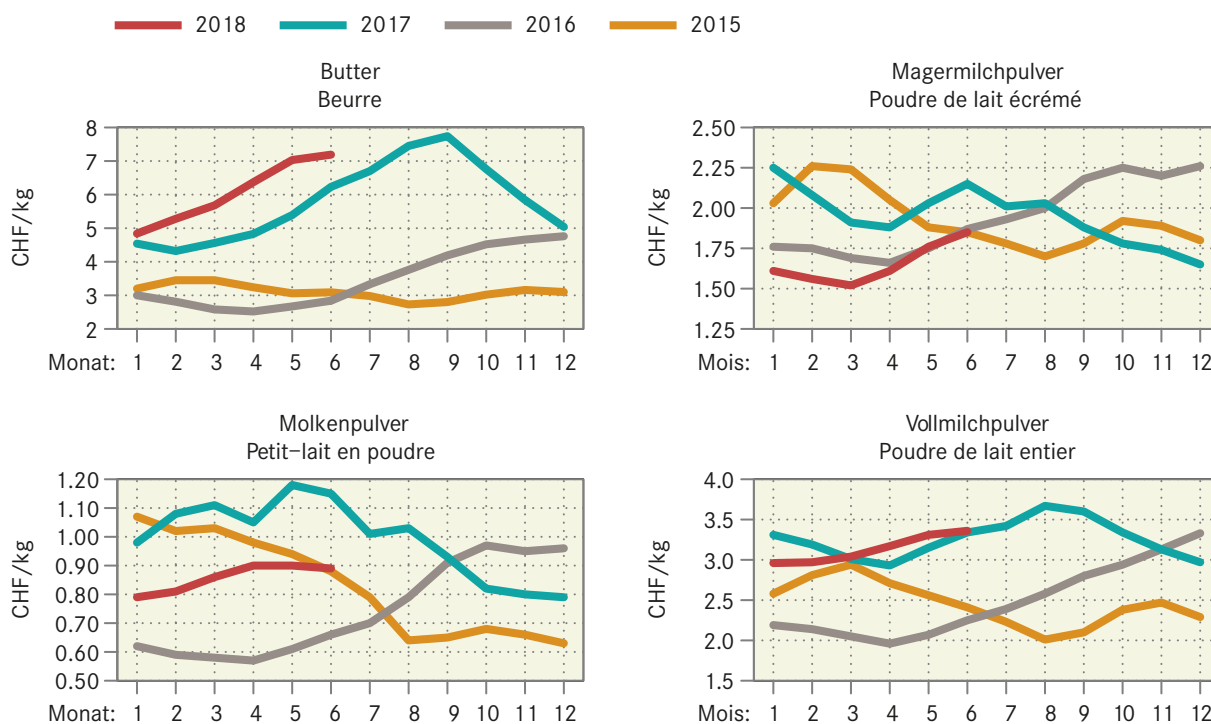 2018 2017 2016 2015
Butter
Beurre
CHF/kg
8
7
6
5
4
3
2
Monat: 1 2 3 4 5 6 7 8 9 10 11 12
Magermilchpulver
Poudre de lait écrémé
CHF/kg
2.50
2.25
2.00
1.75
1.50
1.25
Mois: 1 2 3 4 5 6 7 8 9 10 11 12
Molkenpulver
Petit-lait en poudre
CHF/kg
1.20
1.10
1.00
0.90
0.80
0.70
0.60
0.50
Monat: 1 2 3 4 5 6 7 8 9 10 11 12
Vollmilchpulver
Poudre de lait entier
CHF/kg
4.0
3.5
3.0
2.5
2.0
1.5
Mois: 1 2 3 4 5 6 7 8 9 10 11 12